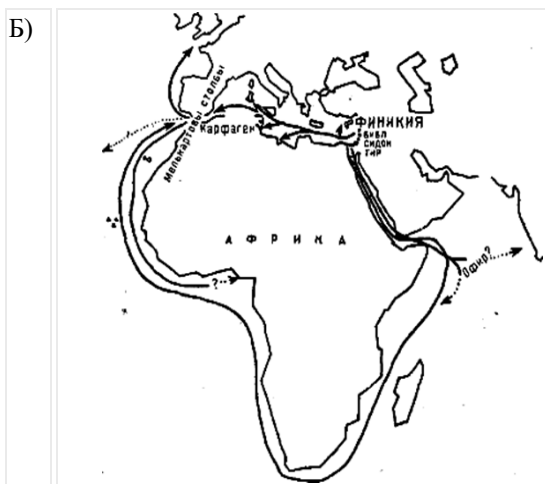 Б)
ФИНИКИЯ
БИБЛ
СИДОН
ТИР
Мелькартовы столбы
Карфаген
АФРИКА
Офир?
?